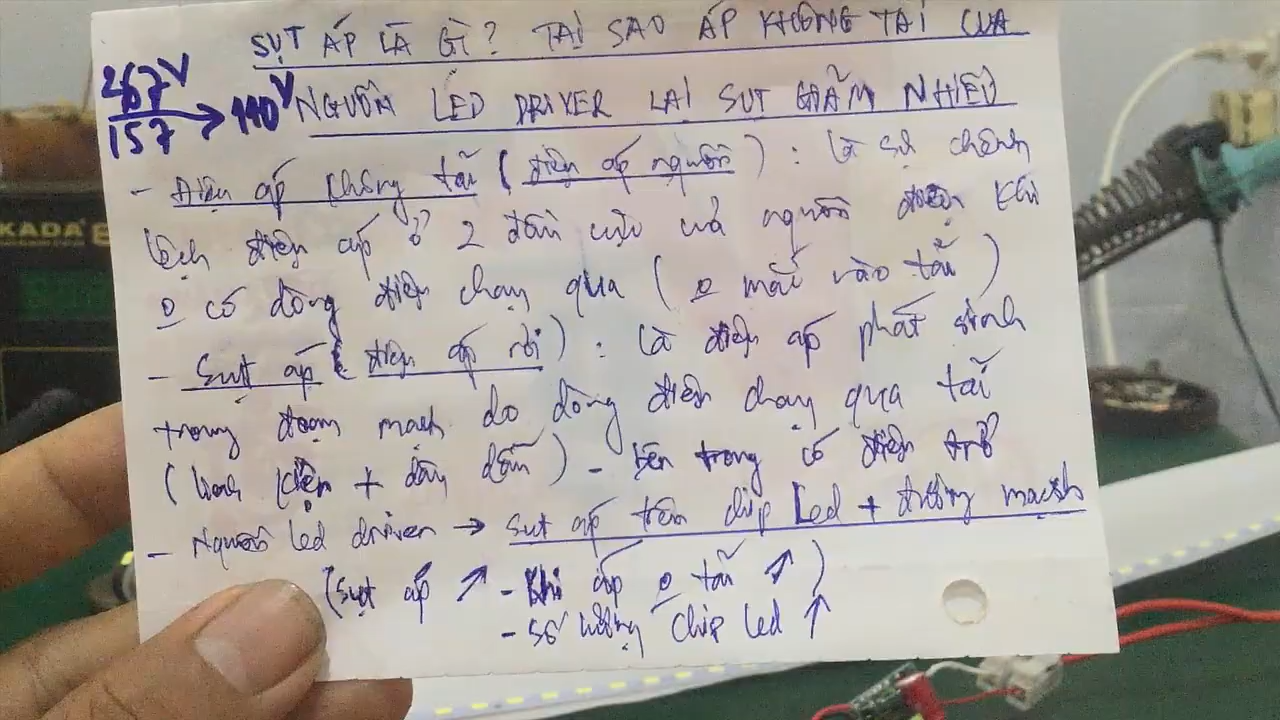 SỤT ÁP LÀ GÌ? TẠI SAO ÁP KHÔNG TẢI CỦA
267V
157 → 110V
NGUỒN LED DRIVER LẠI SỤT GIẢM NHIỀU
- Điện áp không tải (điện áp nguồn): là sự chênh
lệch điện áp ở 2 đầu cực của nguồn điện khi
o có dòng điện chạy qua (o mắc vào tải)
- Sụt áp (điện áp rơi): là điện áp phát sinh
trong đoạn mạch do dòng điện chạy qua tải
(linh kiện + dây dẫn) - bên trong có điện trở
- Nguồn led driver → sụt áp trên chip Led + đường mạch
(Sụt áp ↗ - Khi áp o tải ↗)
- Số lượng chip led ↑
KADA